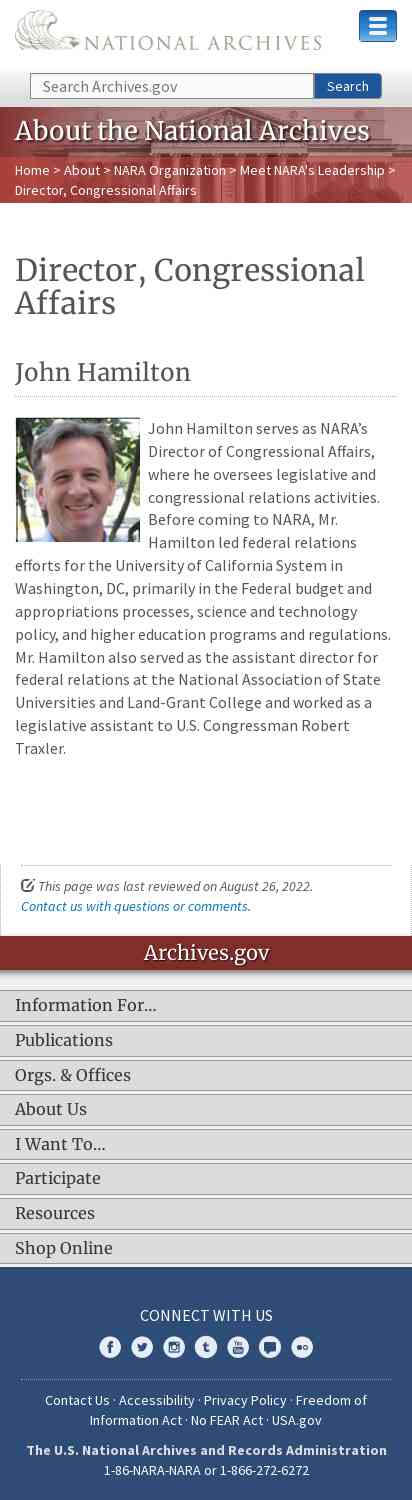 NATIONAL ARCHIVES
Search Archives.gov
Search
About the National Archives
Home > About > NARA Organization > Meet NARA's Leadership >
Director, Congressional Affairs
Director, Congressional
Affairs
John Hamilton
John Hamilton serves as NARA’s
Director of Congressional Affairs,
where he oversees legislative and
congressional relations activities.
Before coming to NARA, Mr.
Hamilton led federal relations
efforts for the University of California System in
Washington, DC, primarily in the Federal budget and
appropriations processes, science and technology
policy, and higher education programs and regulations.
Mr. Hamilton also served as the assistant director for
federal relations at the National Association of State
Universities and Land-Grant College and worked as a
legislative assistant to U.S. Congressman Robert
Traxler.
This page was last reviewed on August 26, 2022.
Contact us with questions or comments.
Archives.gov
Information For…
Publications
Orgs. & Offices
About Us
I Want To…
Participate
Resources
Shop Online
CONNECT WITH US
Contact Us · Accessibility · Privacy Policy · Freedom of
Information Act · No FEAR Act · USA.gov
The U.S. National Archives and Records Administration
1-86-NARA-NARA or 1-866-272-6272